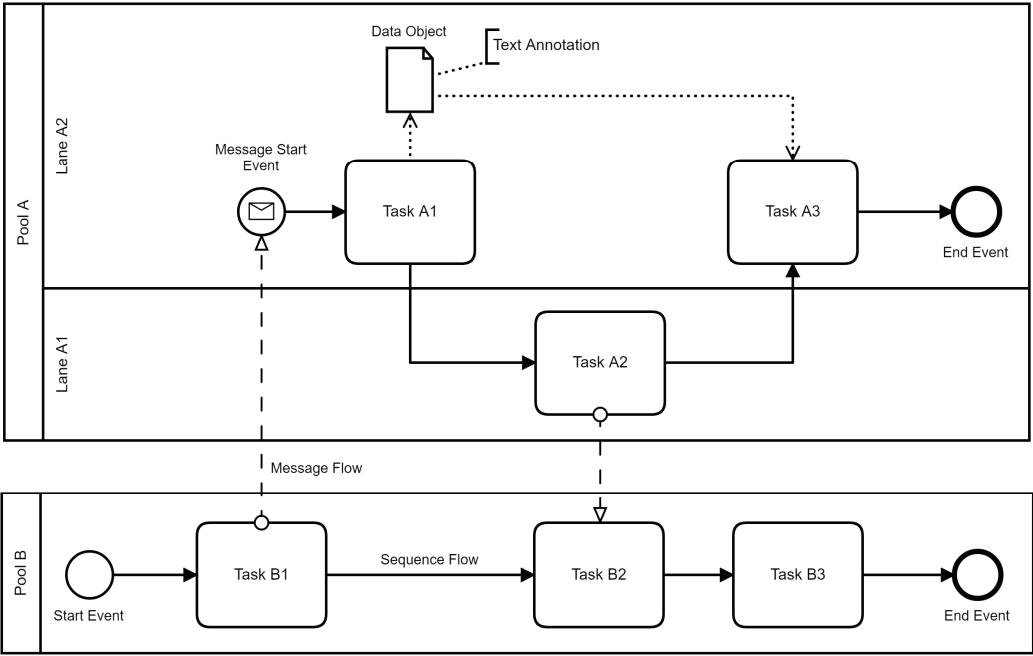 Data Object
Text Annotation
Pool A
Lane A2
Message Start
Event
Task A1
Task A3
End Event
Lane A1
Task A2
Message Flow
Pool B
Start Event
Task B1
Sequence Flow
Task B2
Task B3
End Event